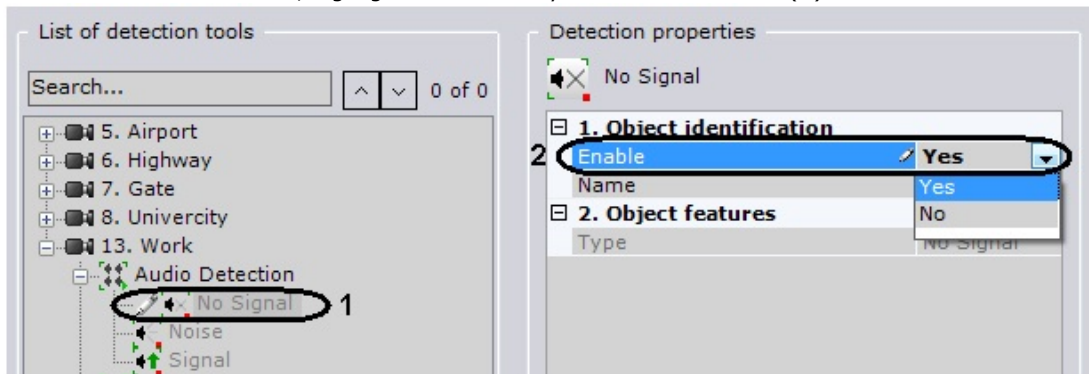 List of detection tools
Search...
0 of 0
5. Airport
6. Highway
7. Gate
8. Univercity
13. Work
Audio Detection
No Signal
1
Noise
Signal
Detection properties
No Signal
1. Object identification
2
Enable Yes
Name Yes
2. Object features No
Type No Signal